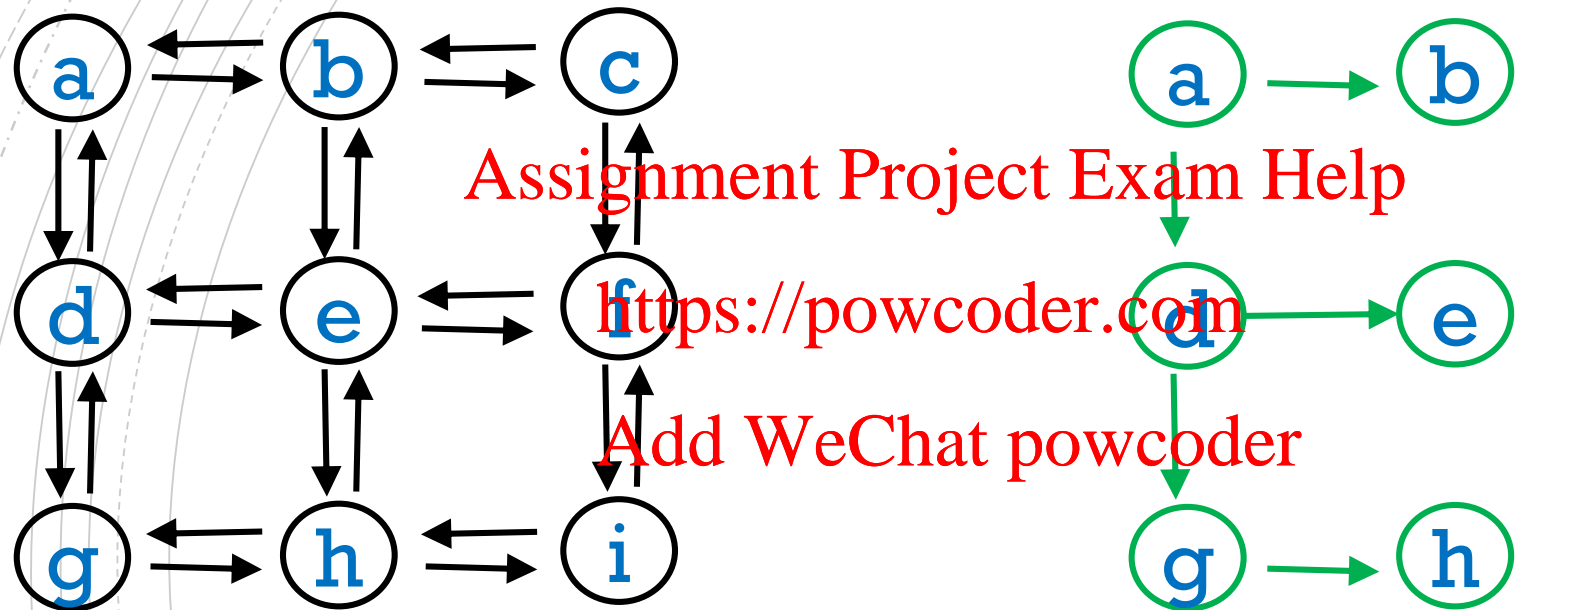 a b c a b
Assignment Project Exam Help
d e f d e
https://powcoder.com
Add WeChat powcoder
g h i g h